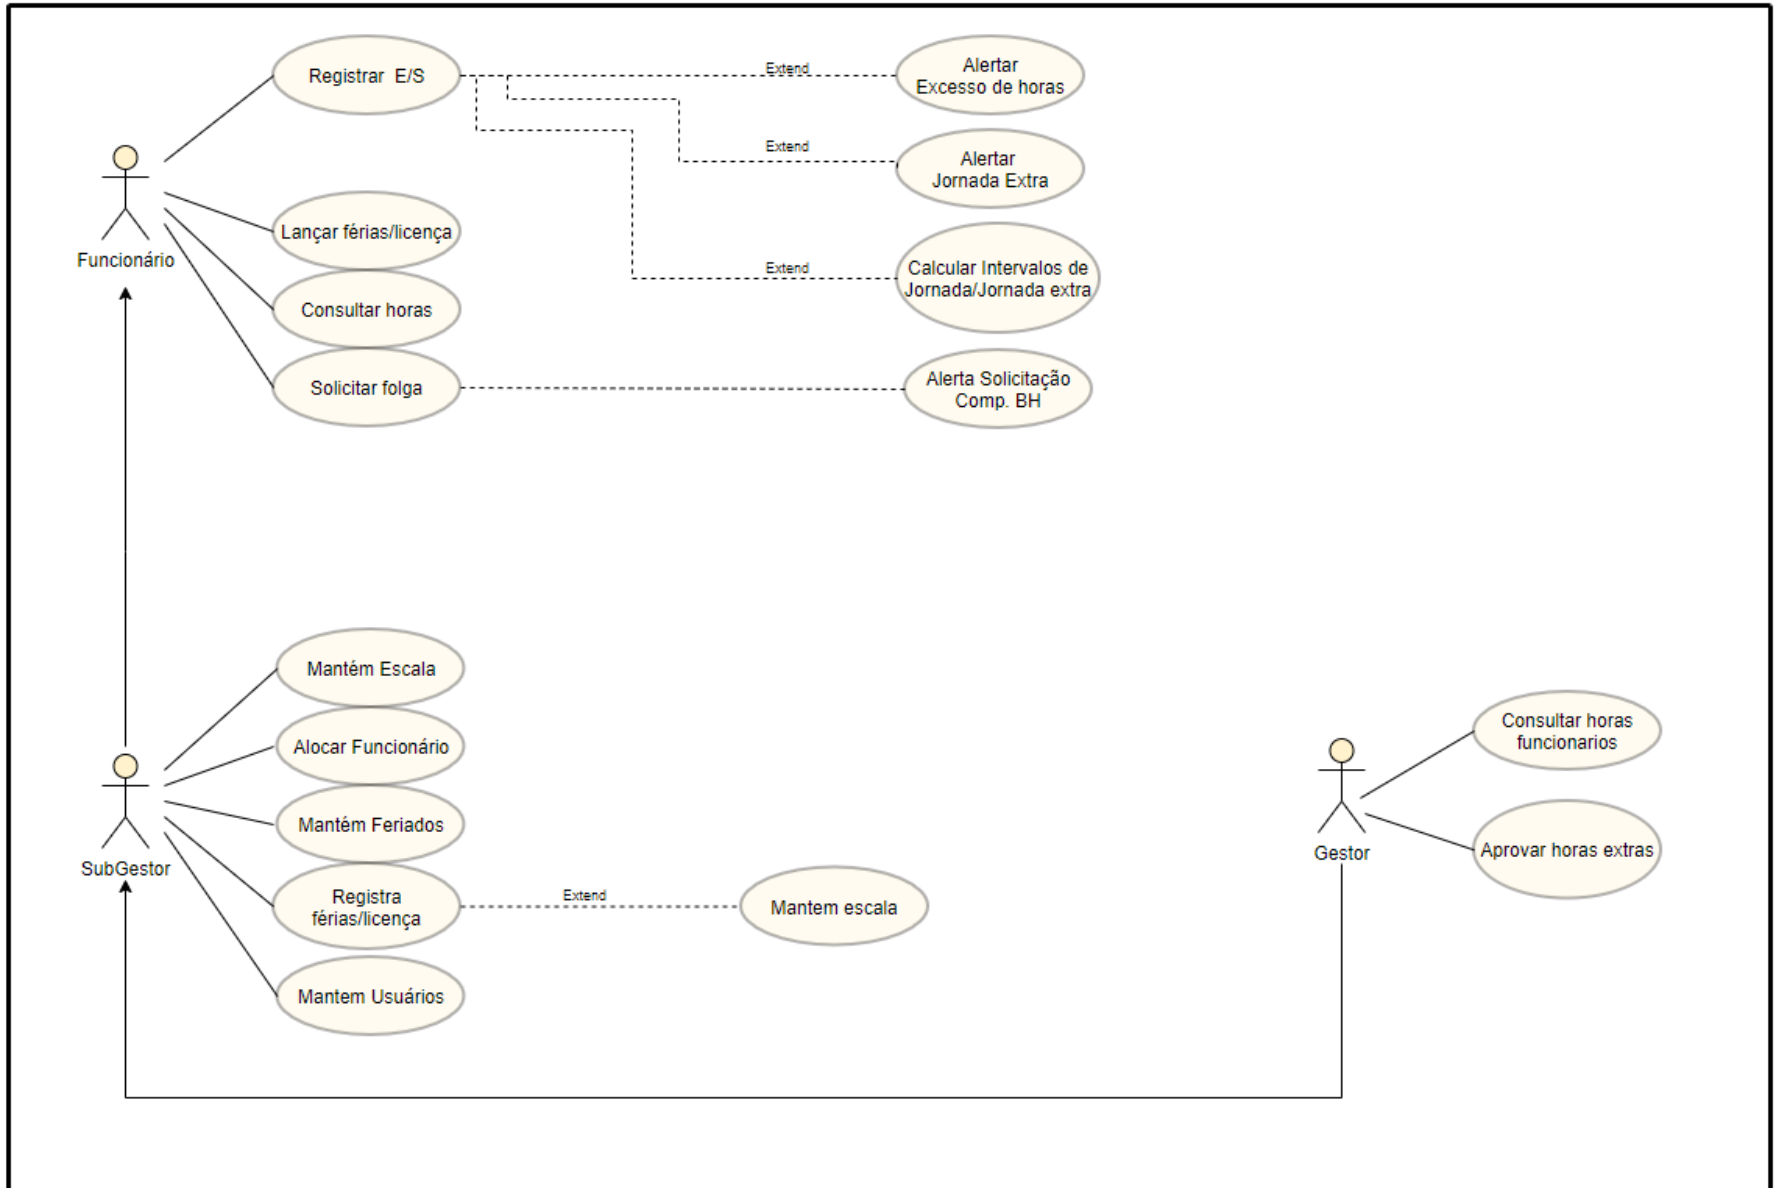 Registrar E/S
Extend
Alertar
Excesso de horas
Extend
Alertar
Jornada Extra
Funcionário
Lançar férias/licença
Extend
Calcular Intervalos de
Jornada/Jornada extra
Consultar horas
Solicitar folga
Alerta Solicitação
Comp. BH
Mantém Escala
Alocar Funcionário
Mantém Feriados
SubGestor
Registra
férias/licença
Extend
Mantem escala
Mantem Usuários
Consultar horas
funcionarios
Gestor
Aprovar horas extras